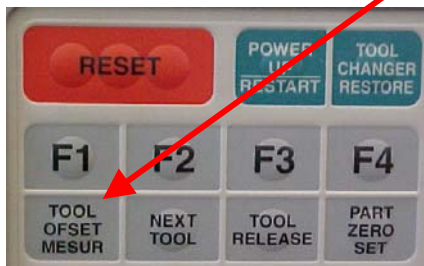 RESET
POWER
UP
RESTART
TOOL
CHANGER
RESTORE
F1
F2
F3
F4
TOOL
OFSET
MESUR
NEXT
TOOL
TOOL
RELEASE
PART
ZERO
SET